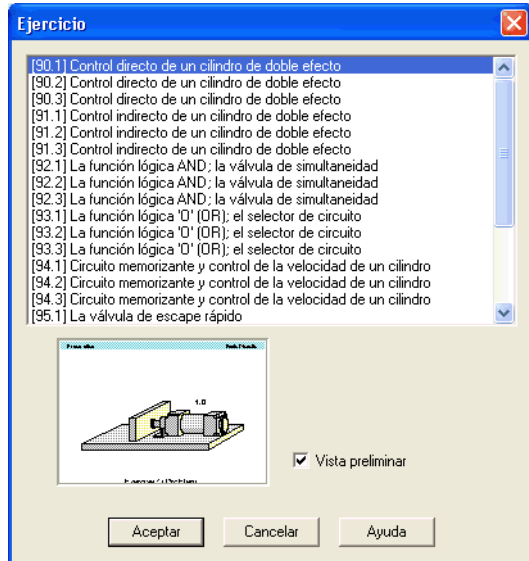 Ejercicio
[90.1] Control directo de un cilindro de doble efecto
[90.2] Control directo de un cilindro de doble efecto
[90.3] Control directo de un cilindro de doble efecto
[91.1] Control indirecto de un cilindro de doble efecto
[91.2] Control indirecto de un cilindro de doble efecto
[91.3] Control indirecto de un cilindro de doble efecto
[92.1] La función lógica AND; la válvula de simultaneidad
[92.2] La función lógica AND; la válvula de simultaneidad
[92.3] La función lógica AND; la válvula de simultaneidad
[93.1] La función lógica 'O' (OR); el selector de circuito
[93.2] La función lógica 'O' (OR); el selector de circuito
[93.3] La función lógica 'O' (OR); el selector de circuito
[94.1] Circuito memorizante y control de la velocidad de un cilindro
[94.2] Circuito memorizante y control de la velocidad de un cilindro
[94.3] Circuito memorizante y control de la velocidad de un cilindro
[95.1] La válvula de escape rápido
1.0
Vista preliminar
Aceptar
Cancelar
Ayuda